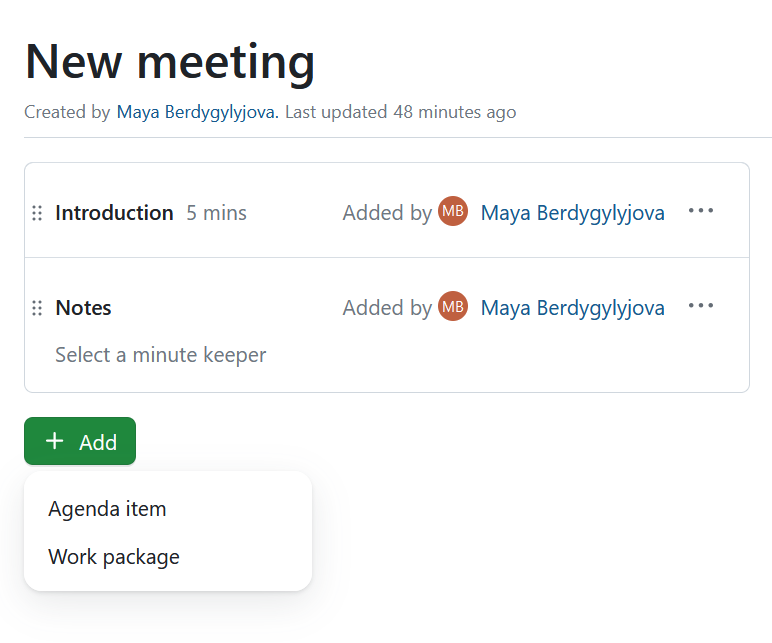 New meeting
Created by Maya Berdygylyjova. Last updated 48 minutes ago
Introduction 5 mins Added by MB Maya Berdygylyjova
Notes Added by MB Maya Berdygylyjova
Select a minute keeper
+ Add
Agenda item
Work package